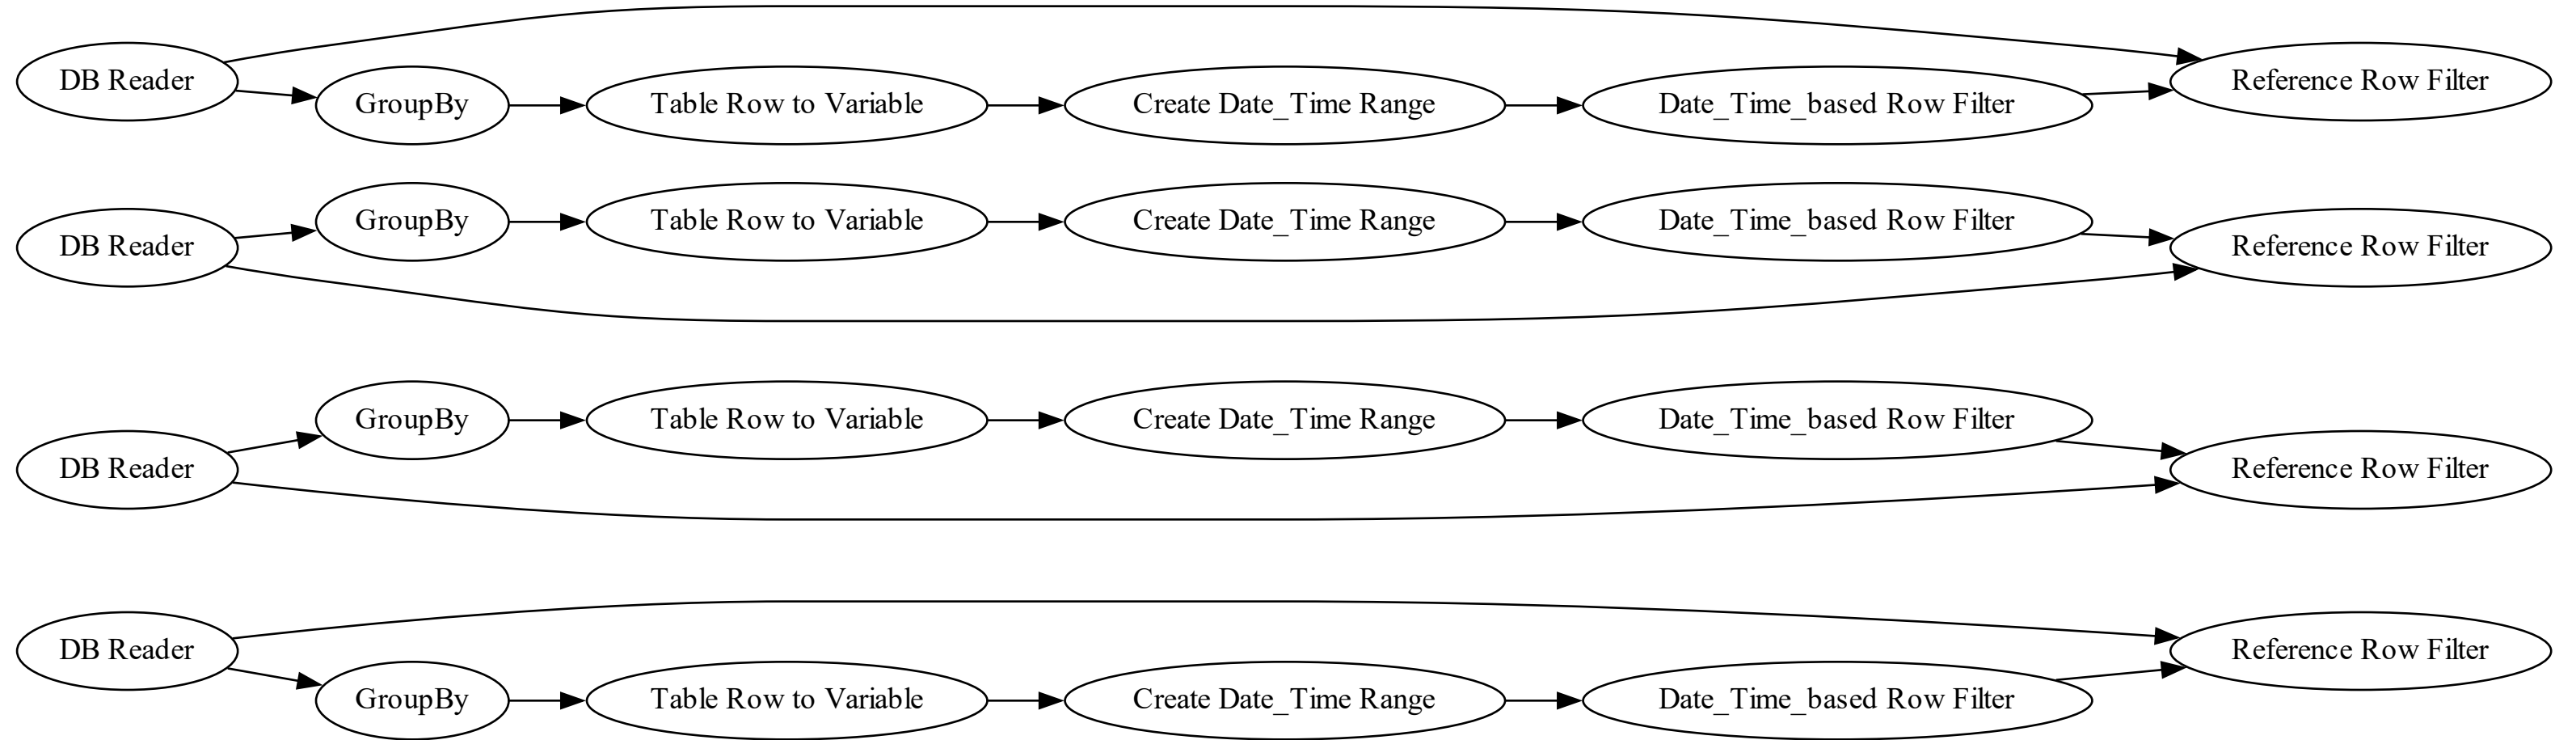 DB Reader
GroupBy
Table Row to Variable
Create Date_Time Range
Date_Time_based Row Filter
Reference Row Filter
DB Reader
GroupBy
Table Row to Variable
Create Date_Time Range
Date_Time_based Row Filter
Reference Row Filter
DB Reader
GroupBy
Table Row to Variable
Create Date_Time Range
Date_Time_based Row Filter
Reference Row Filter
DB Reader
GroupBy
Table Row to Variable
Create Date_Time Range
Date_Time_based Row Filter
Reference Row Filter